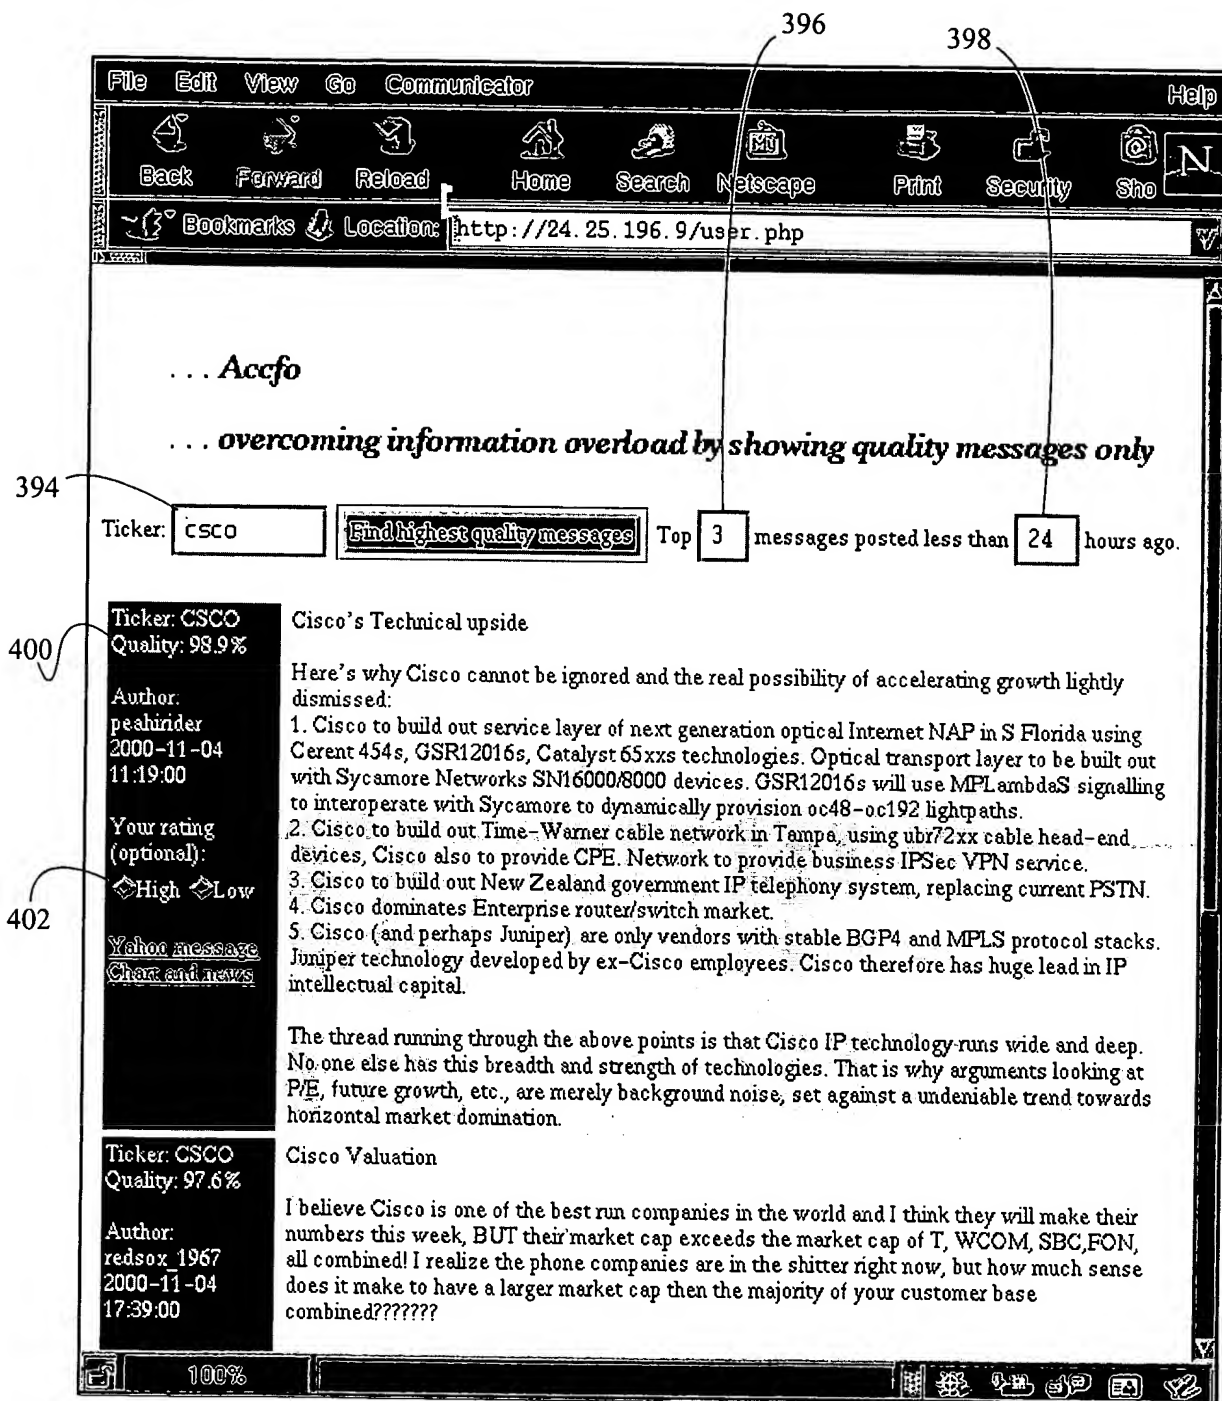 396
398
File Edit View Go Communicator Help
Back Forward Reload Home Search Netscape Print Security Sho
N
Bookmarks Location: http://24.25.196.9/user.php
. . . Accfo
. . . overcoming information overload by showing quality messages only
394
Ticker: csco Find highest quality messages Top 3 messages posted less than 24 hours ago.
400
Ticker: CSCO
Quality: 98.9%
Author:
peahirider
2000-11-04
11:19:00
Your rating
(optional):
High Low
402
Yahoo message
Chart and news
Cisco's Technical upside
Here's why Cisco cannot be ignored and the real possibility of accelerating growth lightly
dismissed:
1. Cisco to build out service layer of next generation optical Internet NAP in S Florida using
Cerent 454s, GSR12016s, Catalyst 65xxs technologies. Optical transport layer to be built out
with Sycamore Networks SN16000/8000 devices. GSR12016s will use MPLambdaS signalling
to interoperate with Sycamore to dynamically provision oc48-oc192 lightpaths.
2. Cisco to build out Time-Warner cable network in Tampa, using ubr72xx cable head-end
devices, Cisco also to provide CPE. Network to provide business IPSec VPN service.
3. Cisco to build out New Zealand government IP telephony system, replacing current PSTN.
4. Cisco dominates Enterprise router/switch market.
5. Cisco (and perhaps Juniper) are only vendors with stable BGP4 and MPLS protocol stacks.
Juniper technology developed by ex-Cisco employees. Cisco therefore has huge lead in IP
intellectual capital.
The thread running through the above points is that Cisco IP technology runs wide and deep.
No one else has this breadth and strength of technologies. That is why arguments looking at
P/E, future growth, etc., are merely background noise, set against a undeniable trend towards
horizontal market domination.
Ticker: CSCO
Quality: 97.6%
Author:
redsox_1967
2000-11-04
17:39:00
Cisco Valuation
I believe Cisco is one of the best run companies in the world and I think they will make their
numbers this week, BUT their market cap exceeds the market cap of T, WCOM, SBC,FON,
all combined! I realize the phone companies are in the shitter right now, but how much sense
does it make to have a larger market cap then the majority of your customer base
combined???????
100%